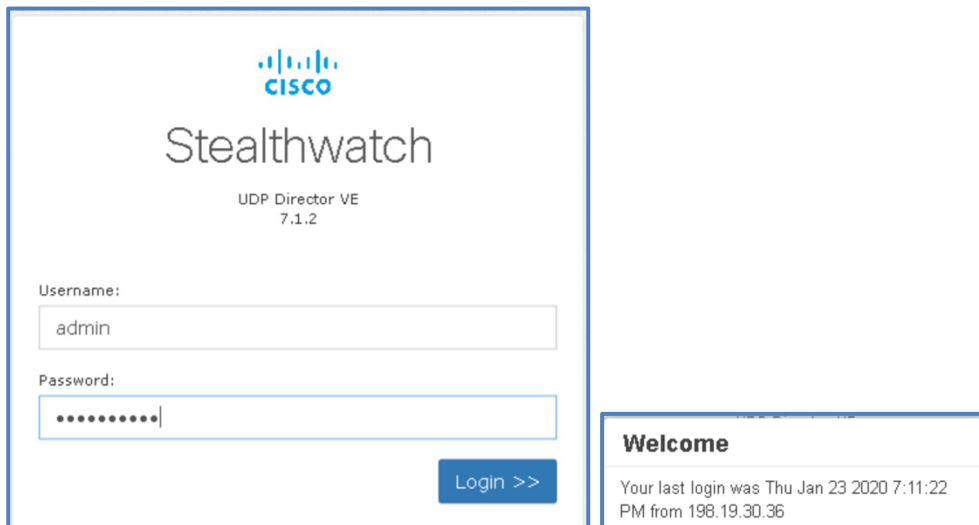 CISCO
Stealthwatch
UDP Director VE
7.1.2
Username:
admin
Password:
••••••••••
Login >>
Welcome
Your last login was Thu Jan 23 2020 7:11:22
PM from 198.19.30.36